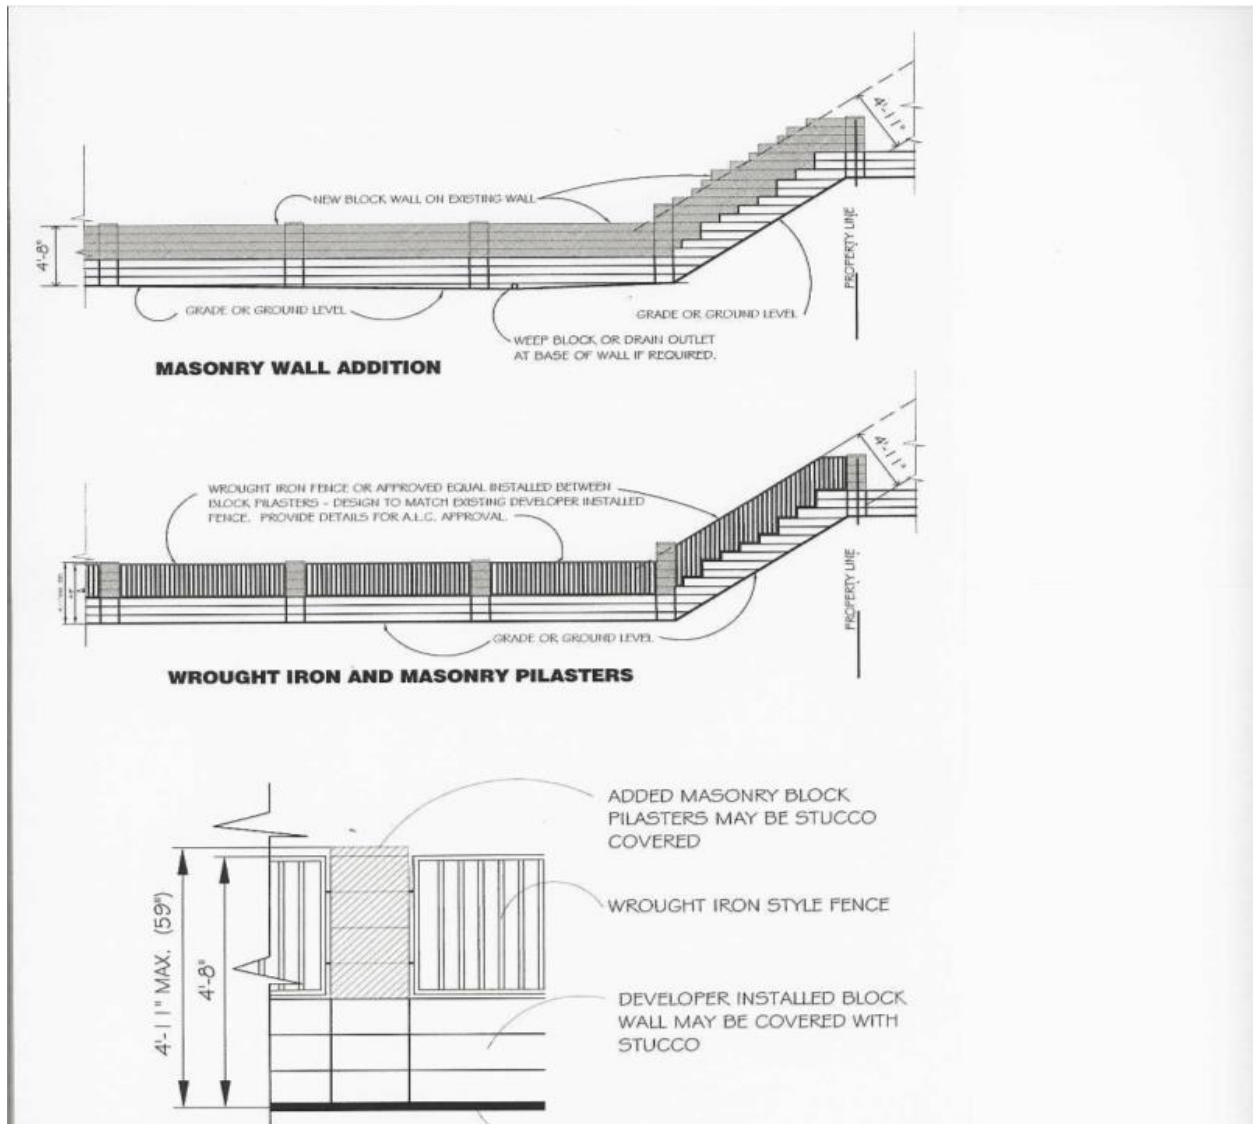 4'-11"
NEW BLOCK WALL ON EXISTING WALL
4'-8"
PROPERTY LINE
GRADE OR GROUND LEVEL
GRADE OR GROUND LEVEL
WEEP BLOCK OR DRAIN OUTLET
AT BASE OF WALL IF REQUIRED.
MASONRY WALL ADDITION
4'-11"
WROUGHT IRON FENCE OR APPROVED EQUAL INSTALLED BETWEEN
BLOCK PILASTERS - DESIGN TO MATCH EXISTING DEVELOPER INSTALLED
FENCE. PROVIDE DETAILS FOR A.L.C. APPROVAL.
PROPERTY LINE
GRADE OR GROUND LEVEL
WROUGHT IRON AND MASONRY PILASTERS
ADDED MASONRY BLOCK
PILASTERS MAY BE STUCCO
COVERED
4'-11" MAX. (59")
4'-8"
WROUGHT IRON STYLE FENCE
DEVELOPER INSTALLED BLOCK
WALL MAY BE COVERED WITH
STUCCO